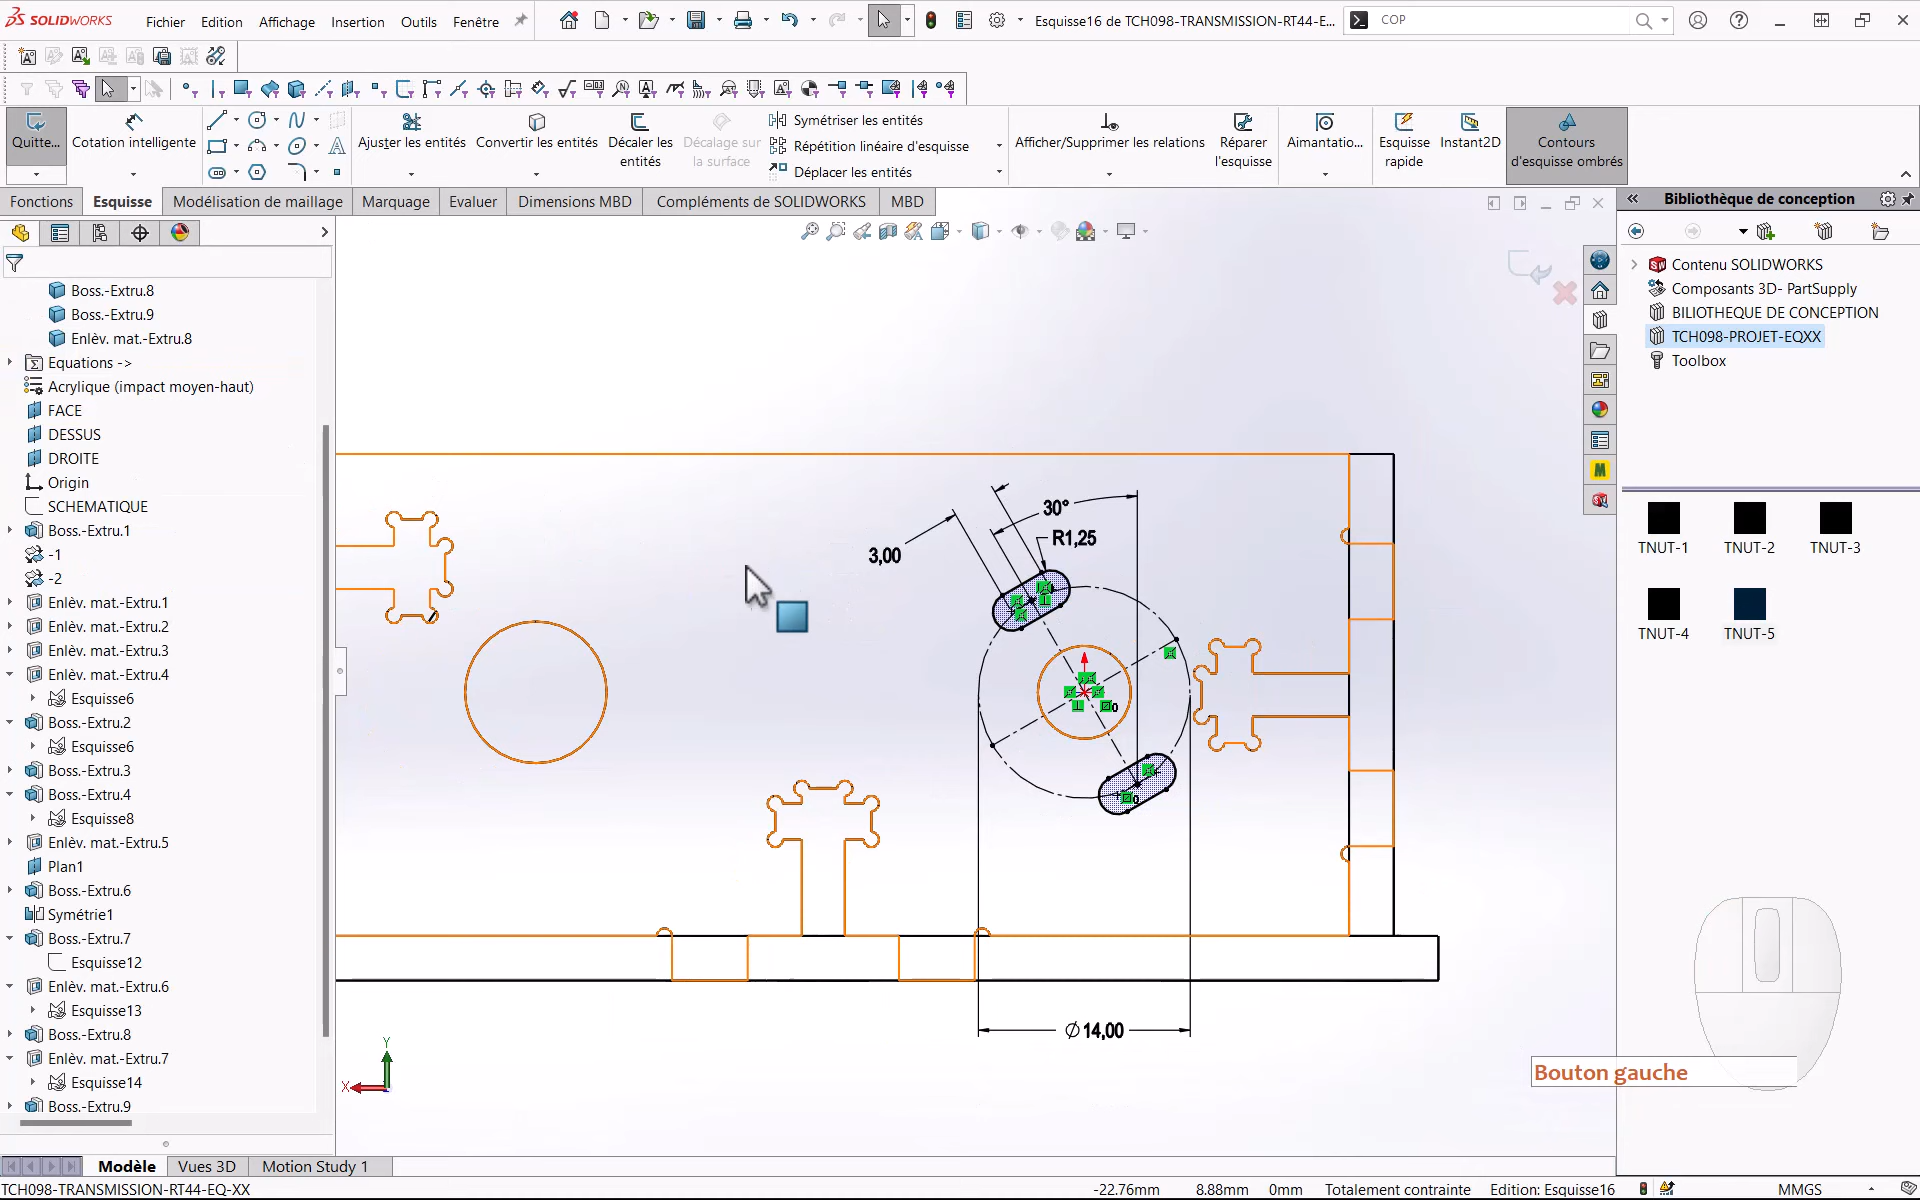 SOLIDWORKS
Fichier Edition Affichage Insertion Outils Fenêtre
Esquisse16 de TCH098-TRANSMISSION-RT44-E...
COP
Quitte...
Cotation intelligente
Ajuster les entités
Convertir les entités
Décaler les entités
Décalage sur la surface
Symétriser les entités
Répétition linéaire d'esquisse
Déplacer les entités
Afficher/Supprimer les relations
Réparer l'esquisse
Aimantatio...
Esquisse rapide
Instant2D
Contours d'esquisse ombrés
Fonctions Esquisse Modélisation de maillage Marquage Evaluer Dimensions MBD Compléments de SOLIDWORKS MBD
Boss.-Extru.8
Boss.-Extru.9
Enlèv. mat.-Extru.8
Equations ->
Acrylique (impact moyen-haut)
FACE
DESSUS
DROITE
Origin
SCHEMATIQUE
Boss.-Extru.1
-1
-2
Enlèv. mat.-Extru.1
Enlèv. mat.-Extru.2
Enlèv. mat.-Extru.3
Enlèv. mat.-Extru.4
Esquisse6
Boss.-Extru.2
Esquisse6
Boss.-Extru.3
Boss.-Extru.4
Esquisse8
Enlèv. mat.-Extru.5
Plan1
Boss.-Extru.6
Symétrie1
Boss.-Extru.7
Esquisse12
Enlèv. mat.-Extru.6
Esquisse13
Boss.-Extru.8
Enlèv. mat.-Extru.7
Esquisse14
Boss.-Extru.9
30°
R1,25
3,00
Ø14,00
Y
X
Bibliothèque de conception
Contenu SOLIDWORKS
Composants 3D- PartSupply
BILIOTHEQUE DE CONCEPTION
TCH098-PROJET-EQXX
Toolbox
TNUT-1 TNUT-2 TNUT-3
TNUT-4 TNUT-5
Bouton gauche
Modèle Vues 3D Motion Study 1
TCH098-TRANSMISSION-RT44-EQ-XX
-22.76mm 8.88mm 0mm Totalement contrainte Edition: Esquisse16 MMGS